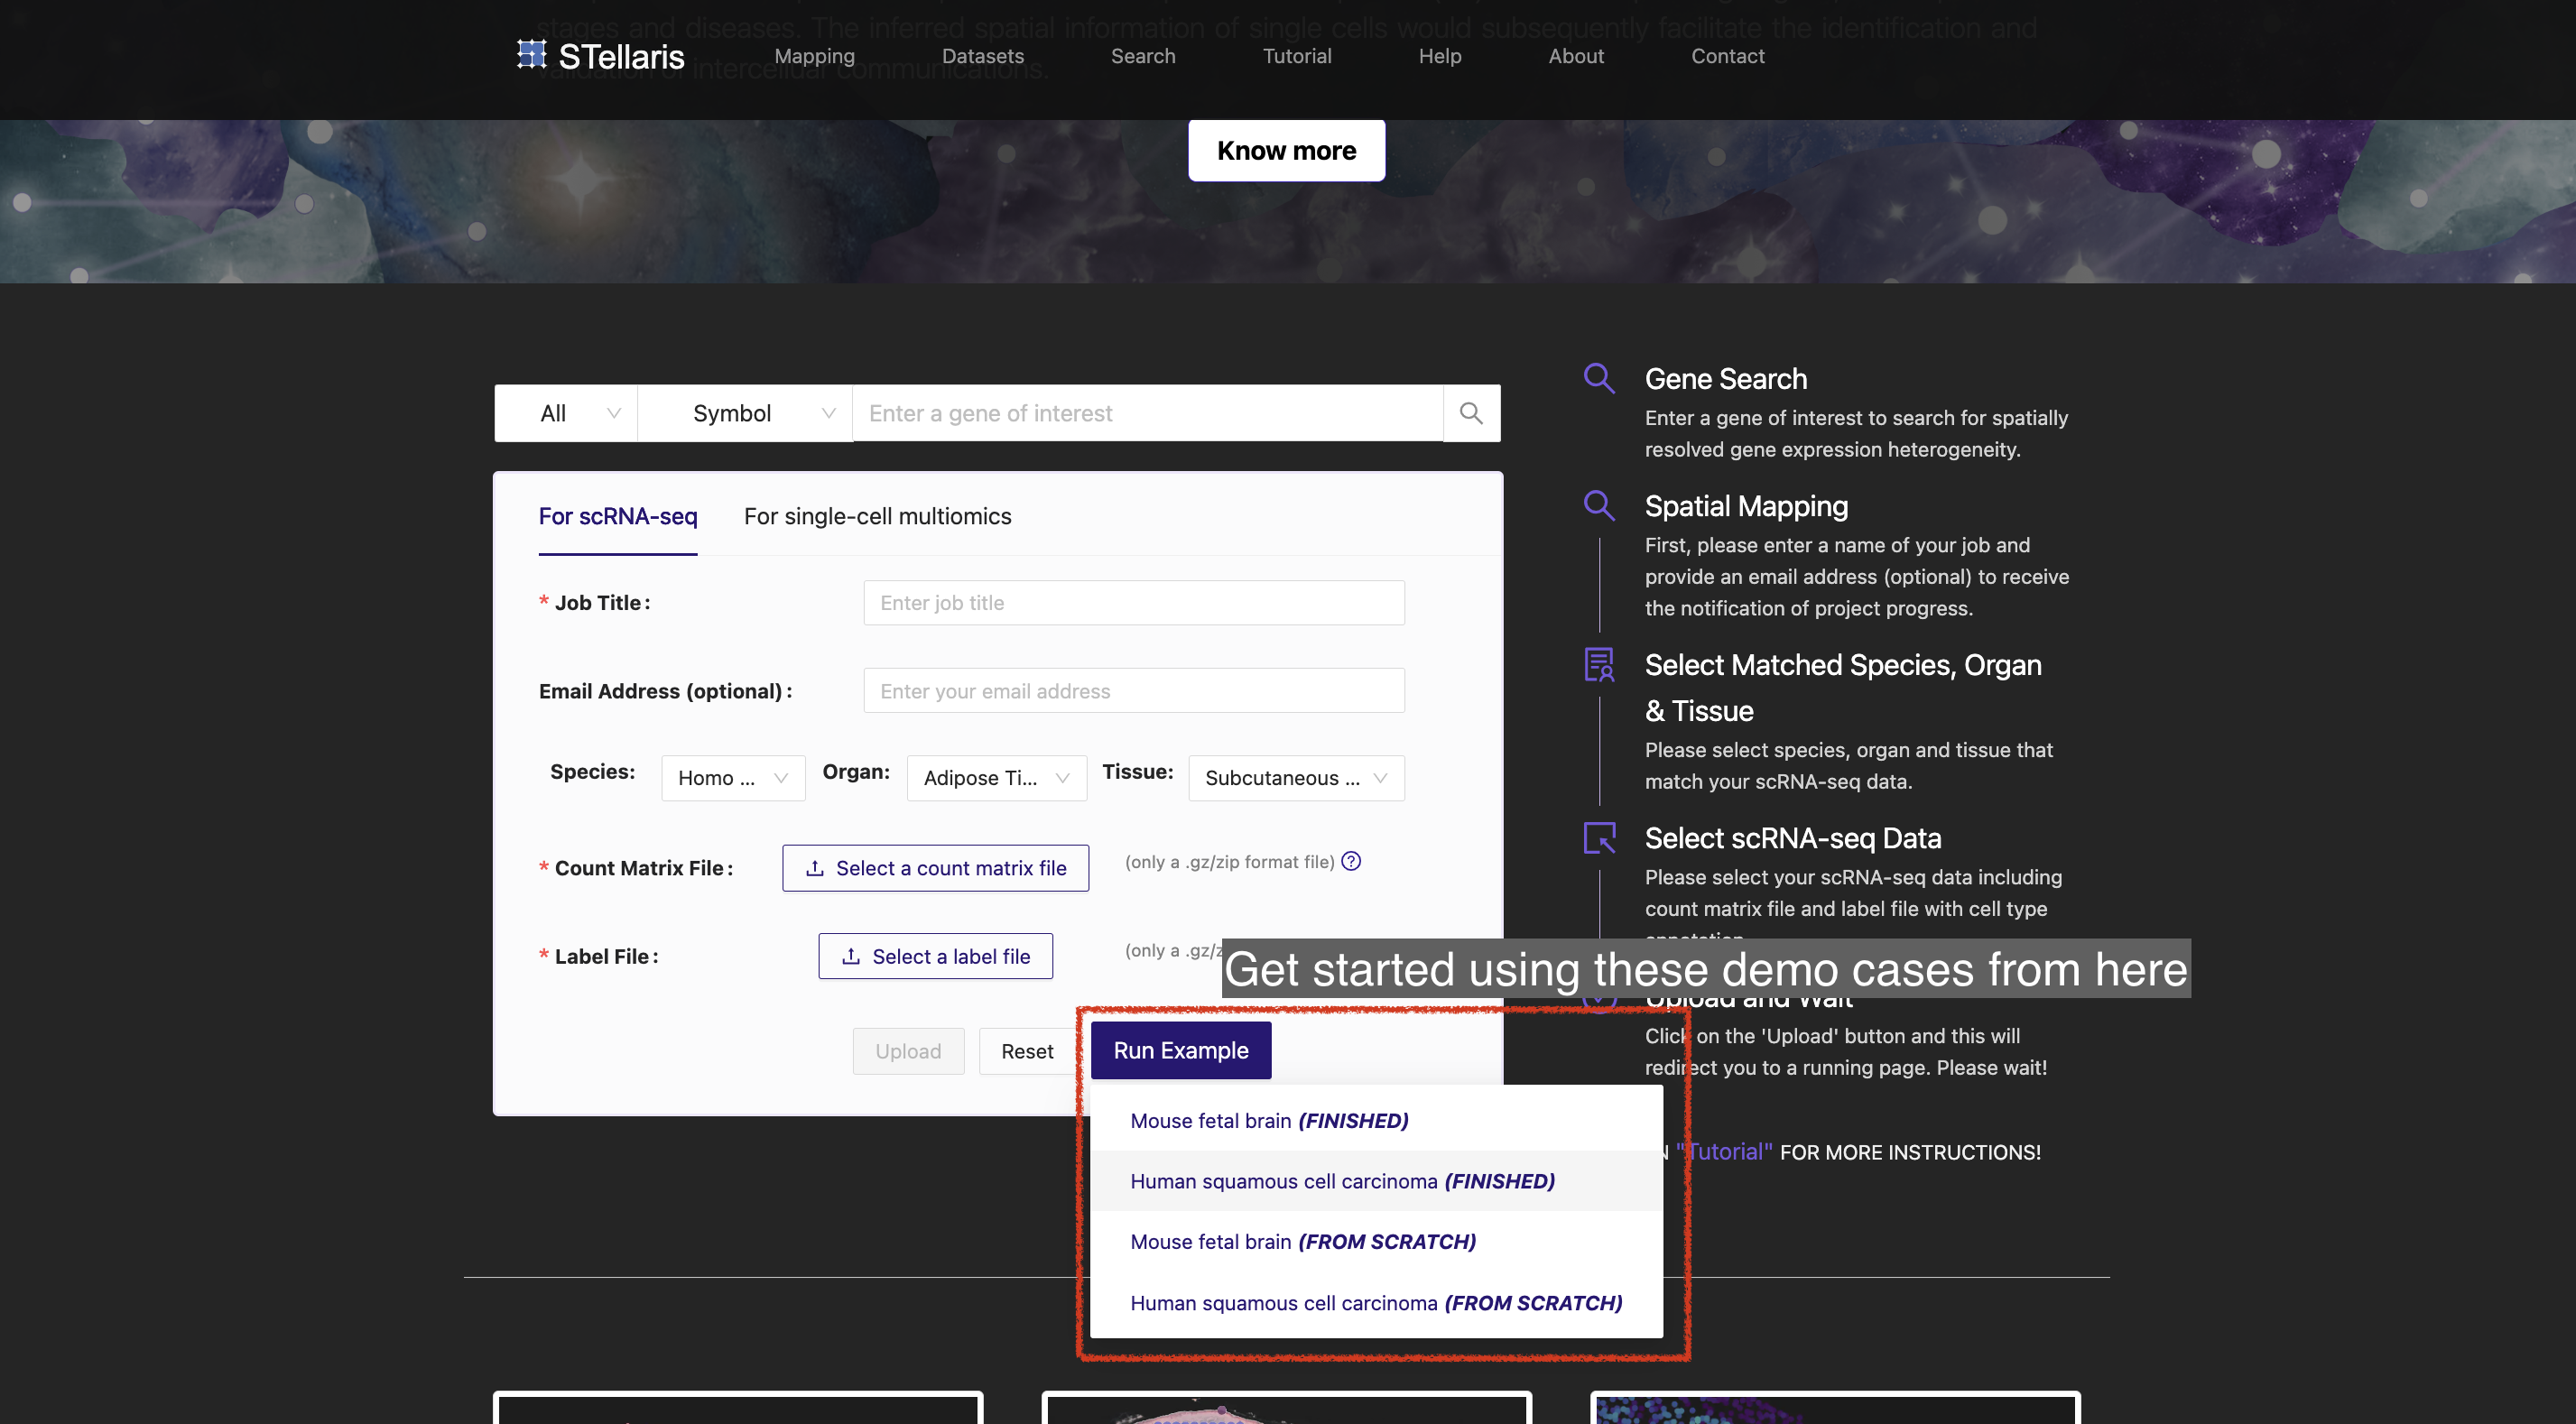 stages and diseases. The inferred spatial information of single cells would subsequently facilitate the identification and
validation of intercellular communications.
STellaris
Mapping
Datasets
Search
Tutorial
Help
About
Contact
Know more
All
Symbol
Enter a gene of interest
For scRNA-seq
For single-cell multiomics
* Job Title:
Enter job title
Email Address (optional):
Enter your email address
Species:
Homo ...
Organ:
Adipose Ti...
Tissue:
Subcutaneous ...
* Count Matrix File:
Select a count matrix file
(only a .gz/zip format file)
* Label File:
Select a label file
(only a .gz/z
Get started using these demo cases from here
Upload
Reset
Run Example
Mouse fetal brain (FINISHED)
Human squamous cell carcinoma (FINISHED)
Mouse fetal brain (FROM SCRATCH)
Human squamous cell carcinoma (FROM SCRATCH)
Gene Search
Enter a gene of interest to search for spatially
resolved gene expression heterogeneity.
Spatial Mapping
First, please enter a name of your job and
provide an email address (optional) to receive
the notification of project progress.
Select Matched Species, Organ
& Tissue
Please select species, organ and tissue that
match your scRNA-seq data.
Select scRNA-seq Data
Please select your scRNA-seq data including
count matrix file and label file with cell type
annotation.
Upload and Wait
Click on the 'Upload' button and this will
redirect you to a running page. Please wait!
"Tutorial" FOR MORE INSTRUCTIONS!